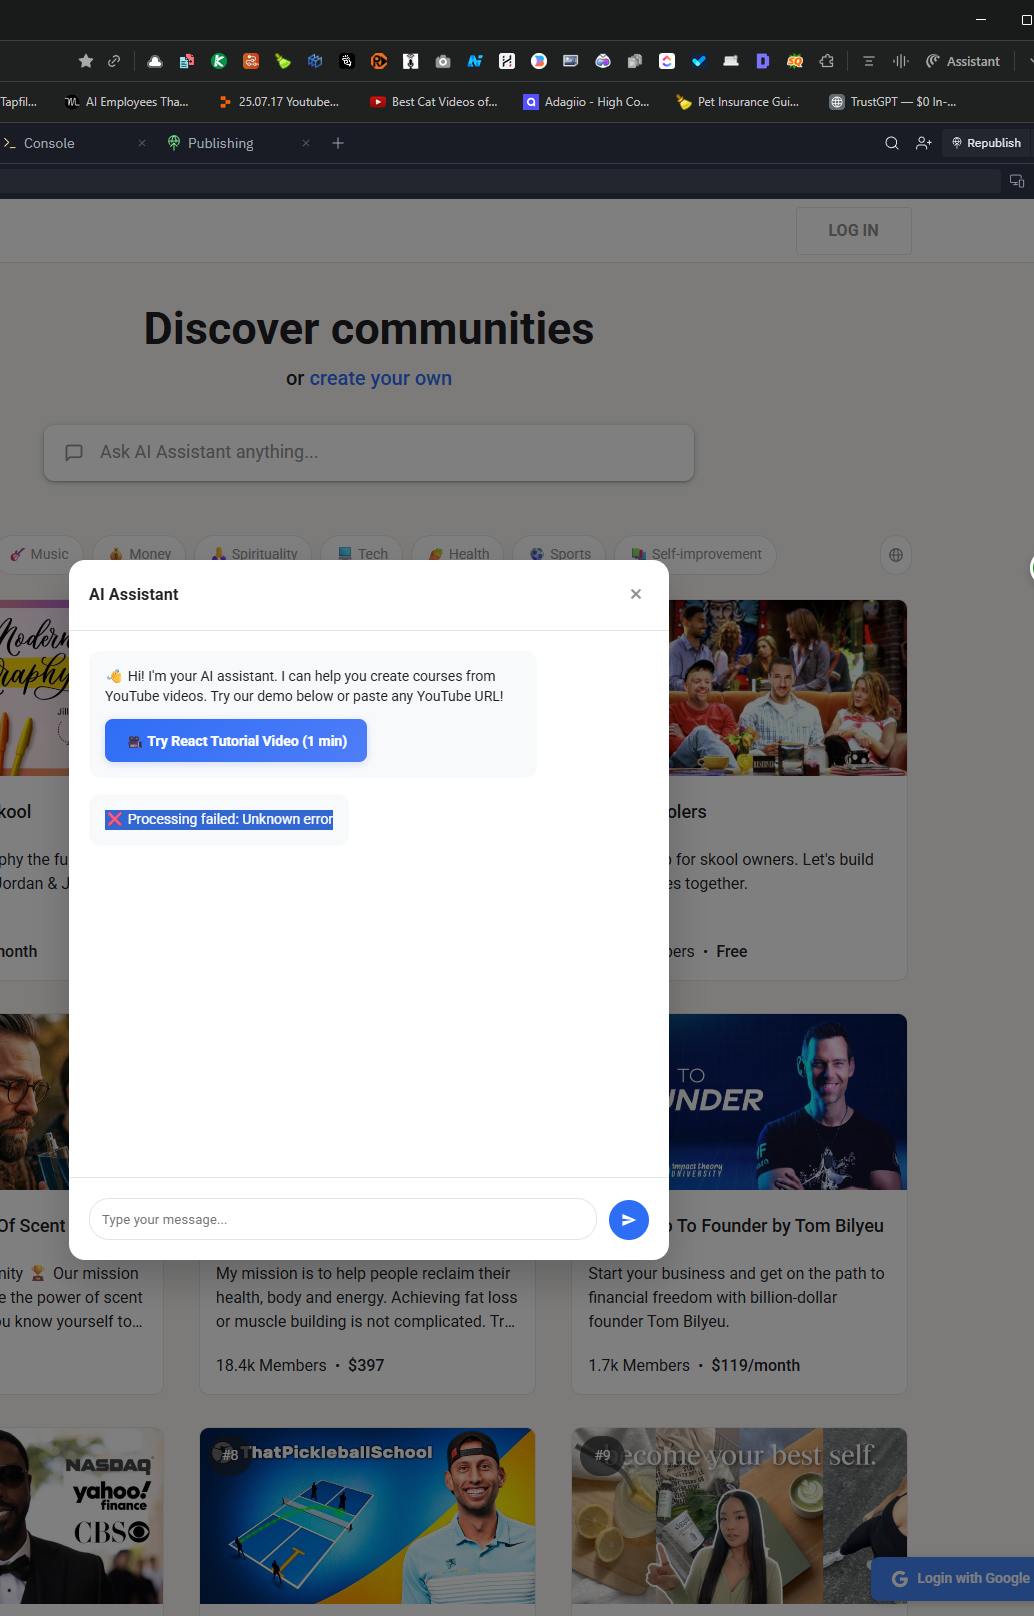 Assistant
Tapfil...
AI Employees Tha...
25.07.17 Youtube...
Best Cat Videos of...
Adagiio - High Co...
Pet Insurance Gui...
TrustGPT — $0 In-...
Console
Publishing
Republish
LOG IN
Discover communities
or create your own
Ask AI Assistant anything...
Music
Money
Spirituality
Tech
Health
Sports
Self-improvement
AI Assistant
👋 Hi! I'm your AI assistant. I can help you create courses from
YouTube videos. Try our demo below or paste any YouTube URL!
🎥 Try React Tutorial Video (1 min)
❌ Processing failed: Unknown error
Type your message...
Modern
raphy
Jill
kool
phy the fu
Jordan & J
month
olers
for skool owners. Let's build
es together.
bers • Free
TO
UNDER
impact theory
UNIVERSITY
Of Scent
nity 🏆 Our mission
e the power of scent
u know yourself to...
My mission is to help people reclaim their
health, body and energy. Achieving fat loss
or muscle building is not complicated. Tr...
18.4k Members • $397
To Founder by Tom Bilyeu
Start your business and get on the path to
financial freedom with billion-dollar
founder Tom Bilyeu.
1.7k Members • $119/month
NASDAQ
yahoo!
finance
CBS
#8
ThatPickleballSchool
#9
ecome your best self.
Login with Google